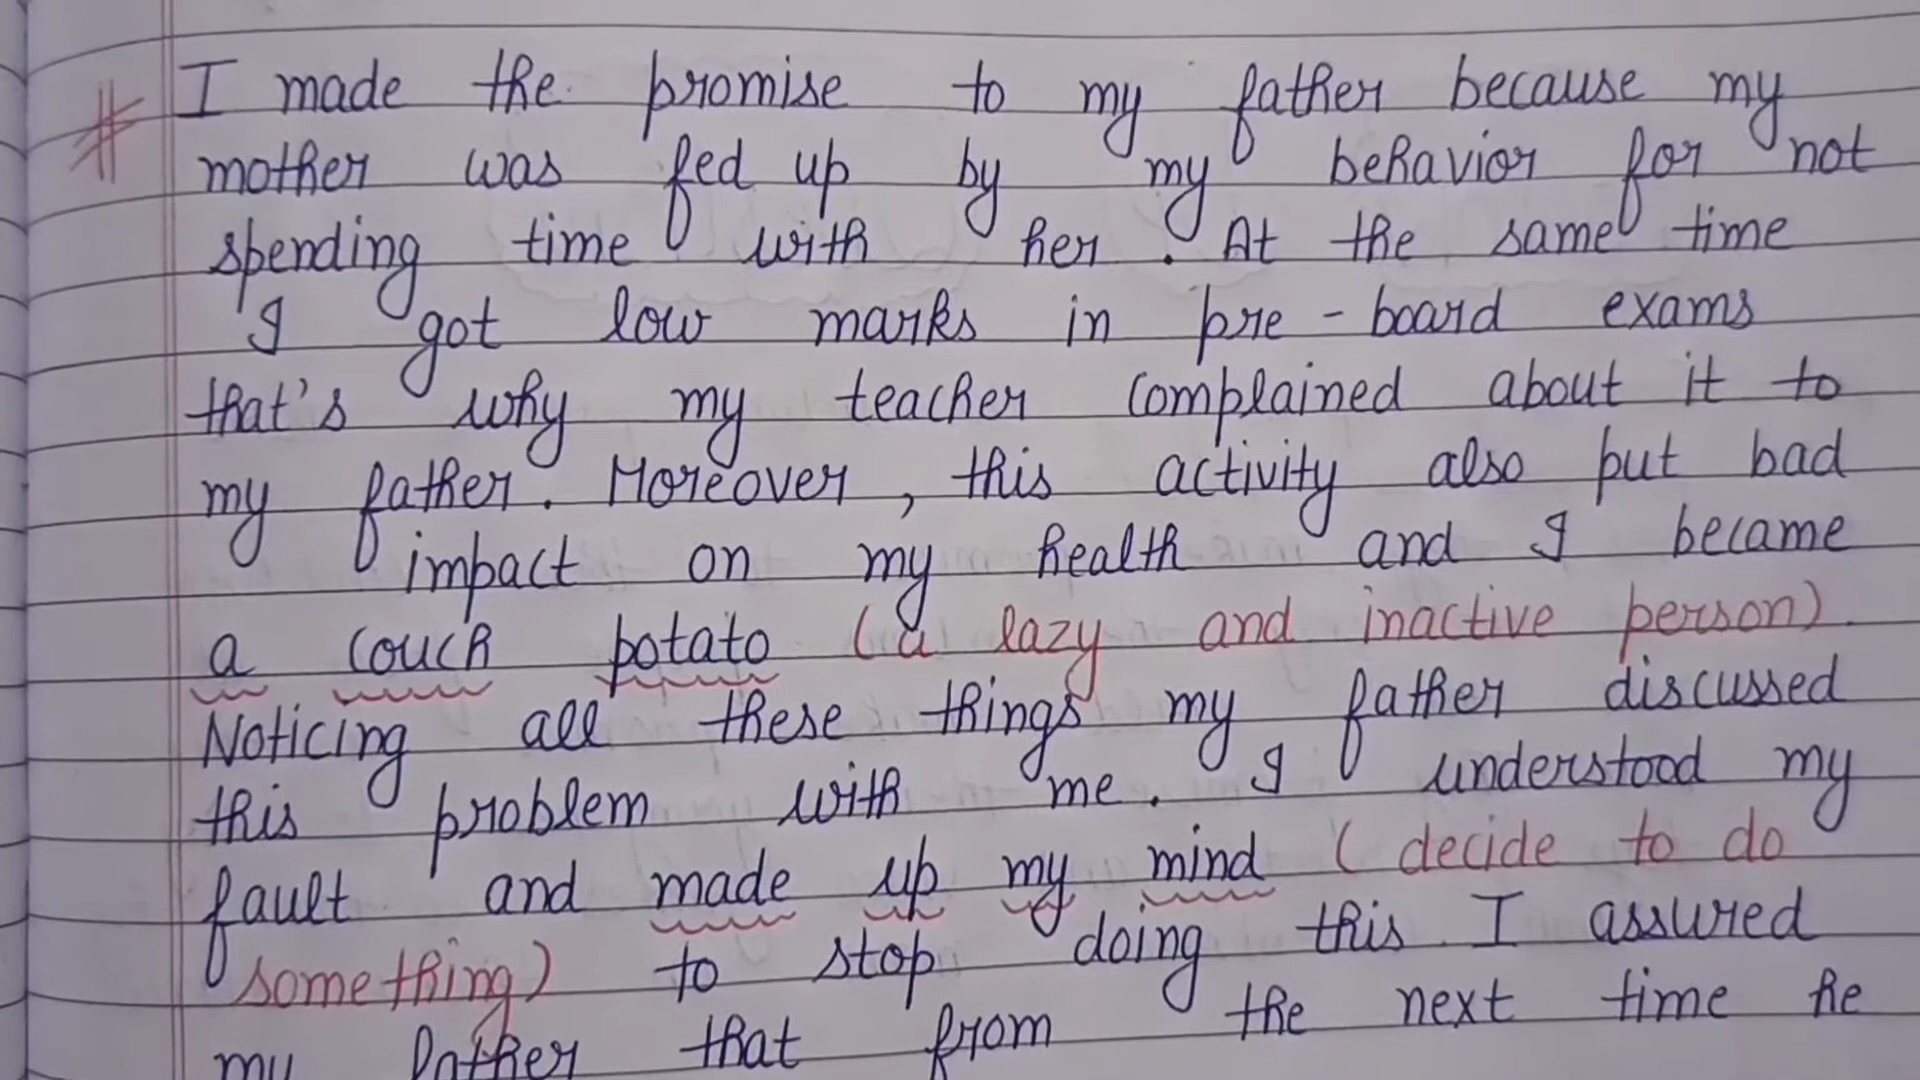 # I made the promise to my father because my
mother was fed up by my behavior for not
spending time with her. At the same time
I got low marks in pre-board exams
that's why my teacher complained about it to
my father. Moreover, this activity also put bad
impact on my health and I became
a couch potato (a lazy and inactive person).
Noticing all these things my father discussed
this problem with me. I understood my
fault and made up my mind (decide to do
something) to stop doing this. I assured
my father that from the next time he